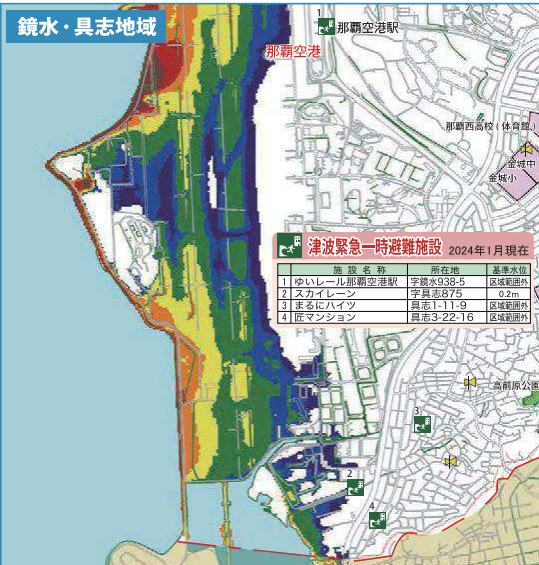 鏡水・具志地域
1
那覇空港駅
那覇空港
那覇西高校(体育館)
金城中
金城小
津波緊急一時避難施設 2024年1月現在
施設名称 所在地 基準水位
1 ゆいレール那覇空港駅 字鏡水938-5 区域範囲外
2 スカイレーン 字具志875 0.2m
3 まるにハイツ 具志1-11-9 区域範囲外
4 匠マンション 具志3-22-16 区域範囲外
高前原公園
3
2
4